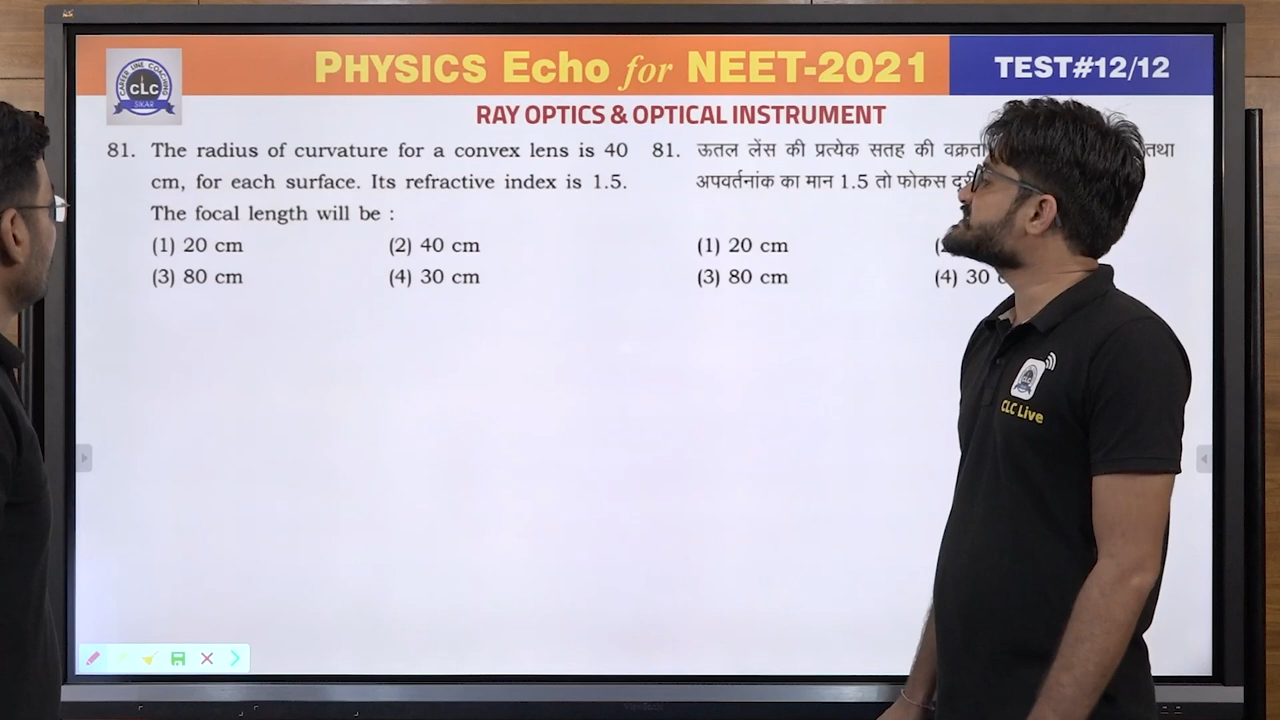 PHYSICS Echo for NEET-2021
TEST#12/12
CAREER LINE COACHING
CLC
SIKAR
RAY OPTICS & OPTICAL INSTRUMENT
81. The radius of curvature for a convex lens is 40
cm, for each surface. Its refractive index is 1.5.
The focal length will be :
(1) 20 cm (2) 40 cm
(3) 80 cm (4) 30 cm
81. ऊतल लेंस की प्रत्येक सतह की तथा
अपवर्तनांक का मान 1.5 तो फोकस
(1) 20 cm
(3) 80 cm (4) 30
CLC
CLC Live
ViewSonic